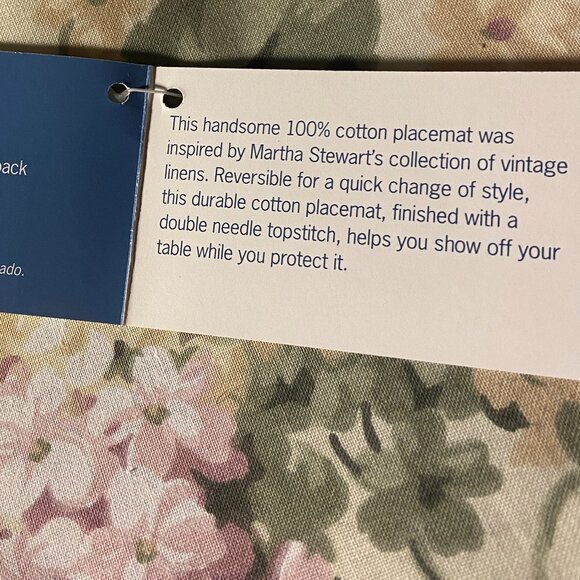 This handsome 100% cotton placemat was
inspired by Martha Stewart's collection of vintage
linens. Reversible for a quick change of style,
this durable cotton placemat, finished with a
double needle topstitch, helps you show off your
table while you protect it.